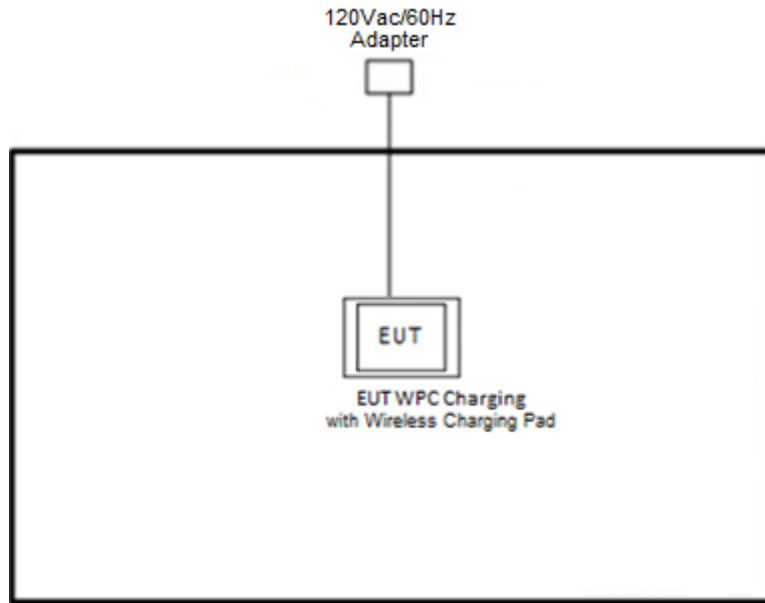 120Vac/60Hz
Adapter
EUT
EUT WPC Charging
with Wireless Charging Pad